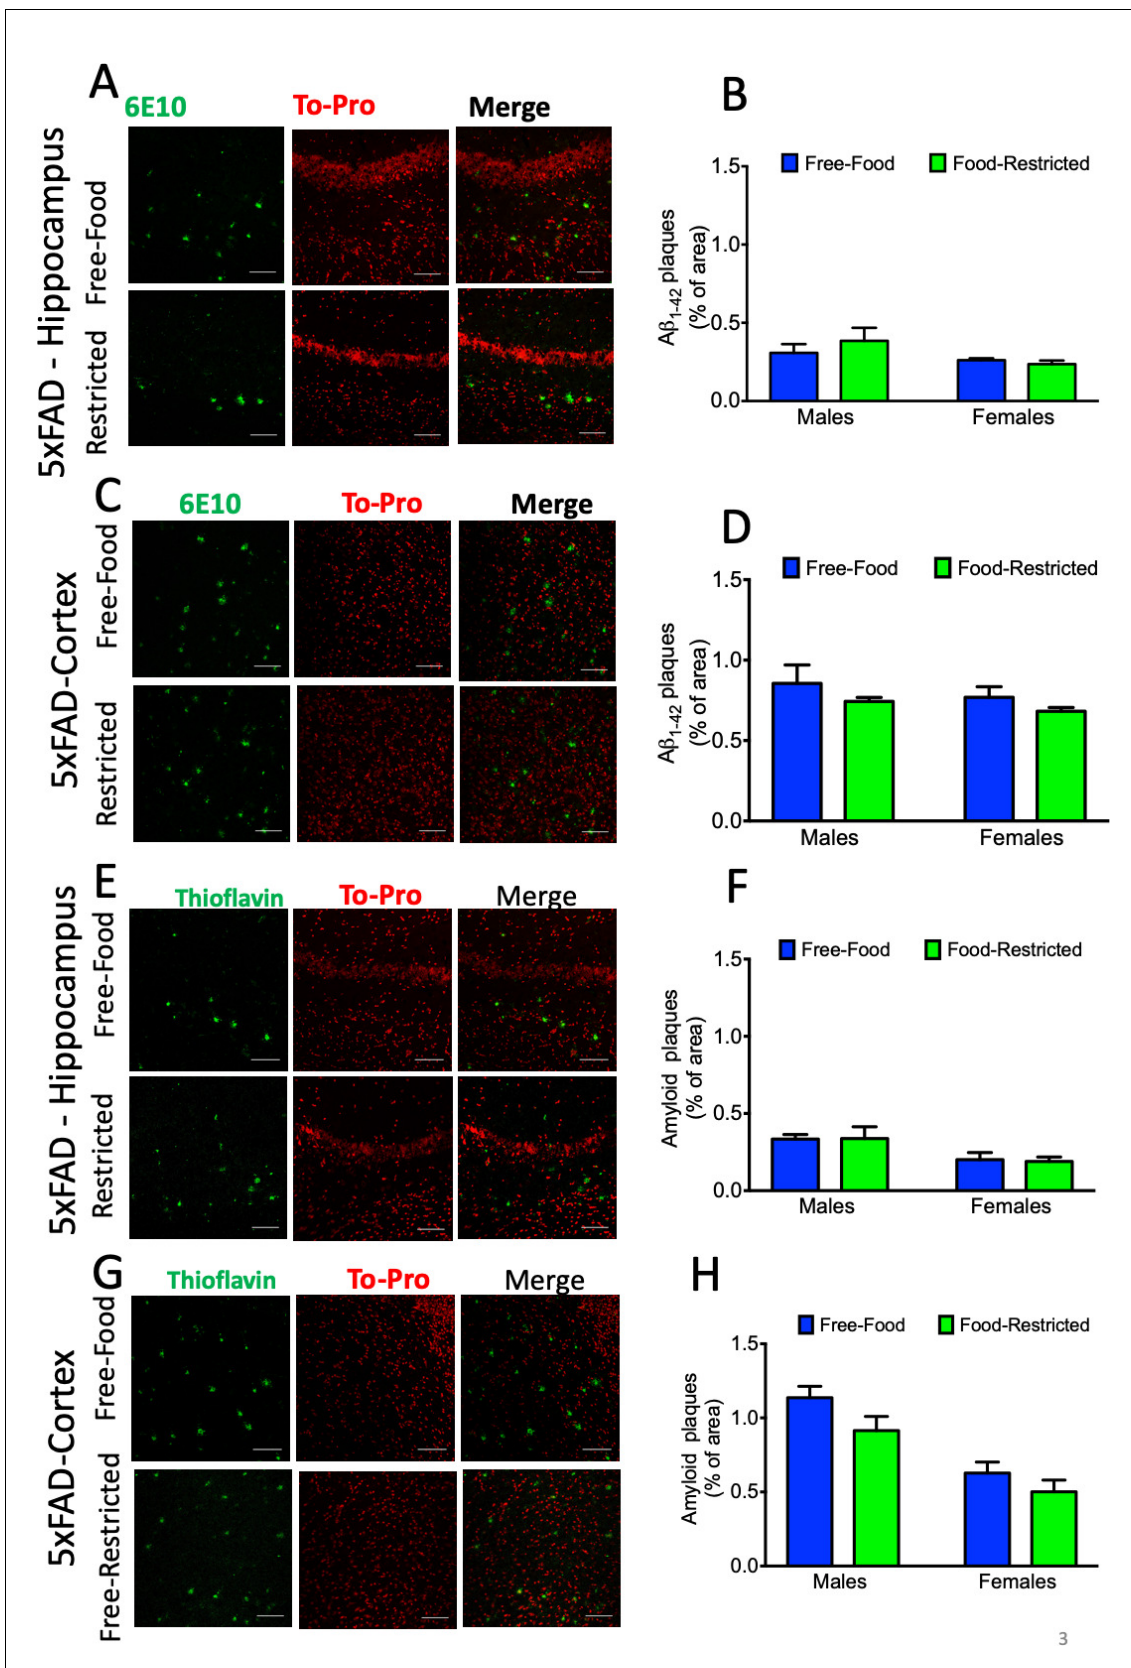 A
6E10 To-Pro Merge
5xFAD - Hippocampus
Free-Food
Restricted
B
Free-Food Food-Restricted
Aβ1-42 plaques
(% of area)
1.5
1.0
0.5
0.0
Males Females
C
6E10 To-Pro Merge
5xFAD-Cortex
Free-Food
Restricted
D
Free-Food Food-Restricted
Aβ1-42 plaques
(% of area)
1.5
1.0
0.5
0.0
Males Females
E
Thioflavin To-Pro Merge
5xFAD - Hippocampus
Free-Food
Restricted
F
Free-Food Food-Restricted
Amyloid plaques
(% of area)
1.5
1.0
0.5
0.0
Males Females
G
Thioflavin To-Pro Merge
5xFAD-Cortex
Free-Food
Free-Restricted
H
Free-Food Food-Restricted
Amyloid plaques
(% of area)
1.5
1.0
0.5
0.0
Males Females
3